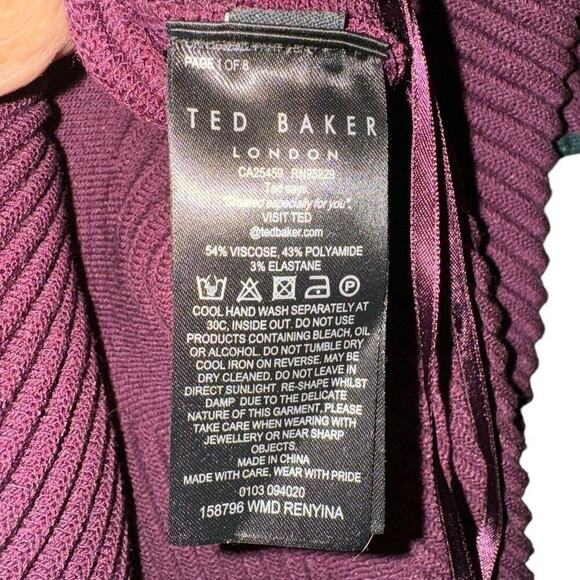 PAGE 1 OF 8
TED BAKER
LONDON
CA25459 RN95229
Ted says
"Created especially for you".
VISIT TED
@tedbaker.com
54% VISCOSE, 43% POLYAMIDE
3% ELASTANE
P
COOL HAND WASH SEPARATELY AT
30C, INSIDE OUT. DO NOT USE
PRODUCTS CONTAINING BLEACH, OIL
OR ALCOHOL. DO NOT TUMBLE DRY
COOL IRON ON REVERSE. MAY BE
DRY CLEANED. DO NOT LEAVE IN
DIRECT SUNLIGHT. RE-SHAPE WHILST
DAMP DUE TO THE DELICATE
NATURE OF THIS GARMENT, PLEASE
TAKE CARE WHEN WEARING WITH
JEWELLERY OR NEAR SHARP
OBJECTS.
MADE IN CHINA
MADE WITH CARE, WEAR WITH PRIDE
0103 094020
158796 WMD RENYINA